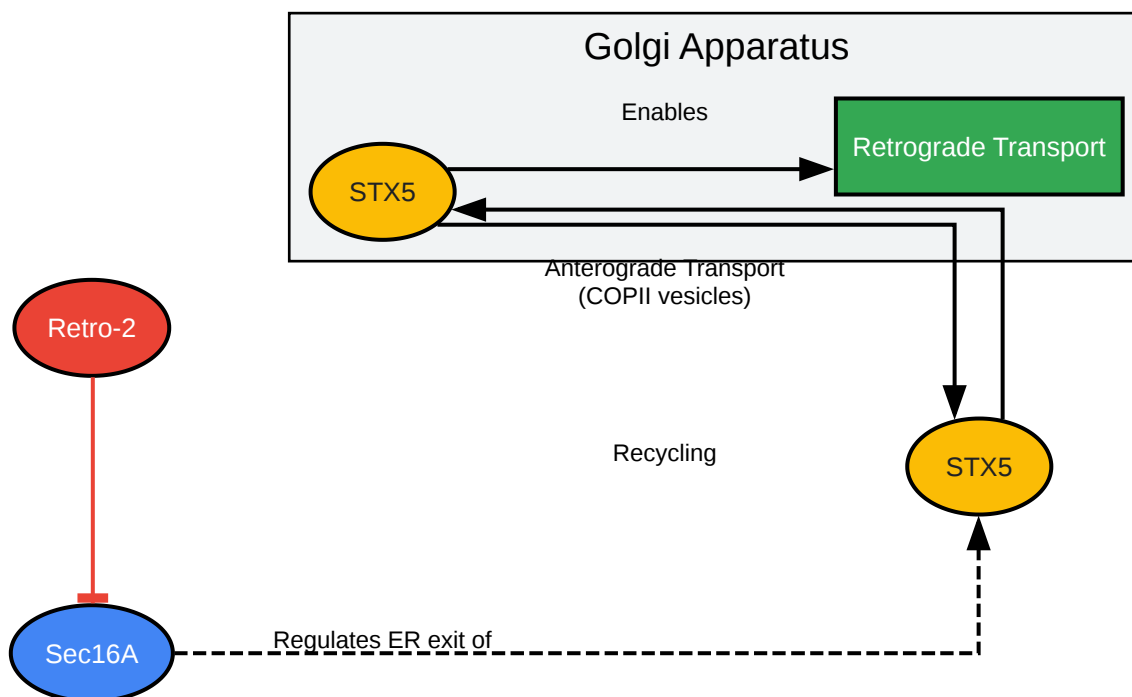 Golgi Apparatus
Enables
Retrograde Transport
STX5
Anterograde Transport
(COPII vesicles)
Retro-2
Recycling
STX5
Regulates ER exit of
Sec16A